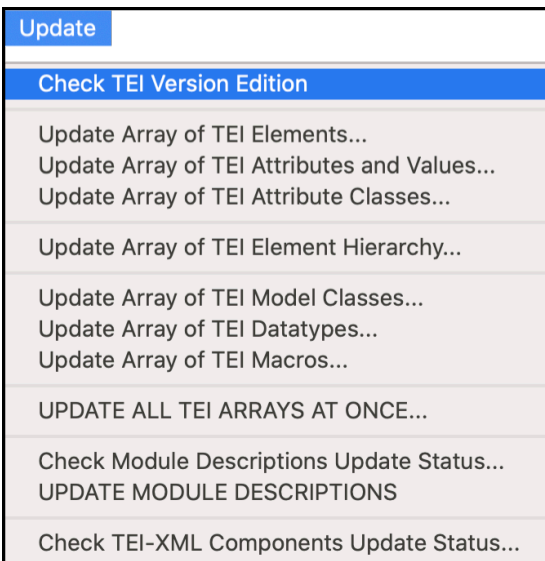 Update
Check TEI Version Edition
Update Array of TEI Elements...
Update Array of TEI Attributes and Values...
Update Array of TEI Attribute Classes...
Update Array of TEI Element Hierarchy...
Update Array of TEI Model Classes...
Update Array of TEI Datatypes...
Update Array of TEI Macros...
UPDATE ALL TEI ARRAYS AT ONCE...
Check Module Descriptions Update Status...
UPDATE MODULE DESCRIPTIONS
Check TEI-XML Components Update Status...